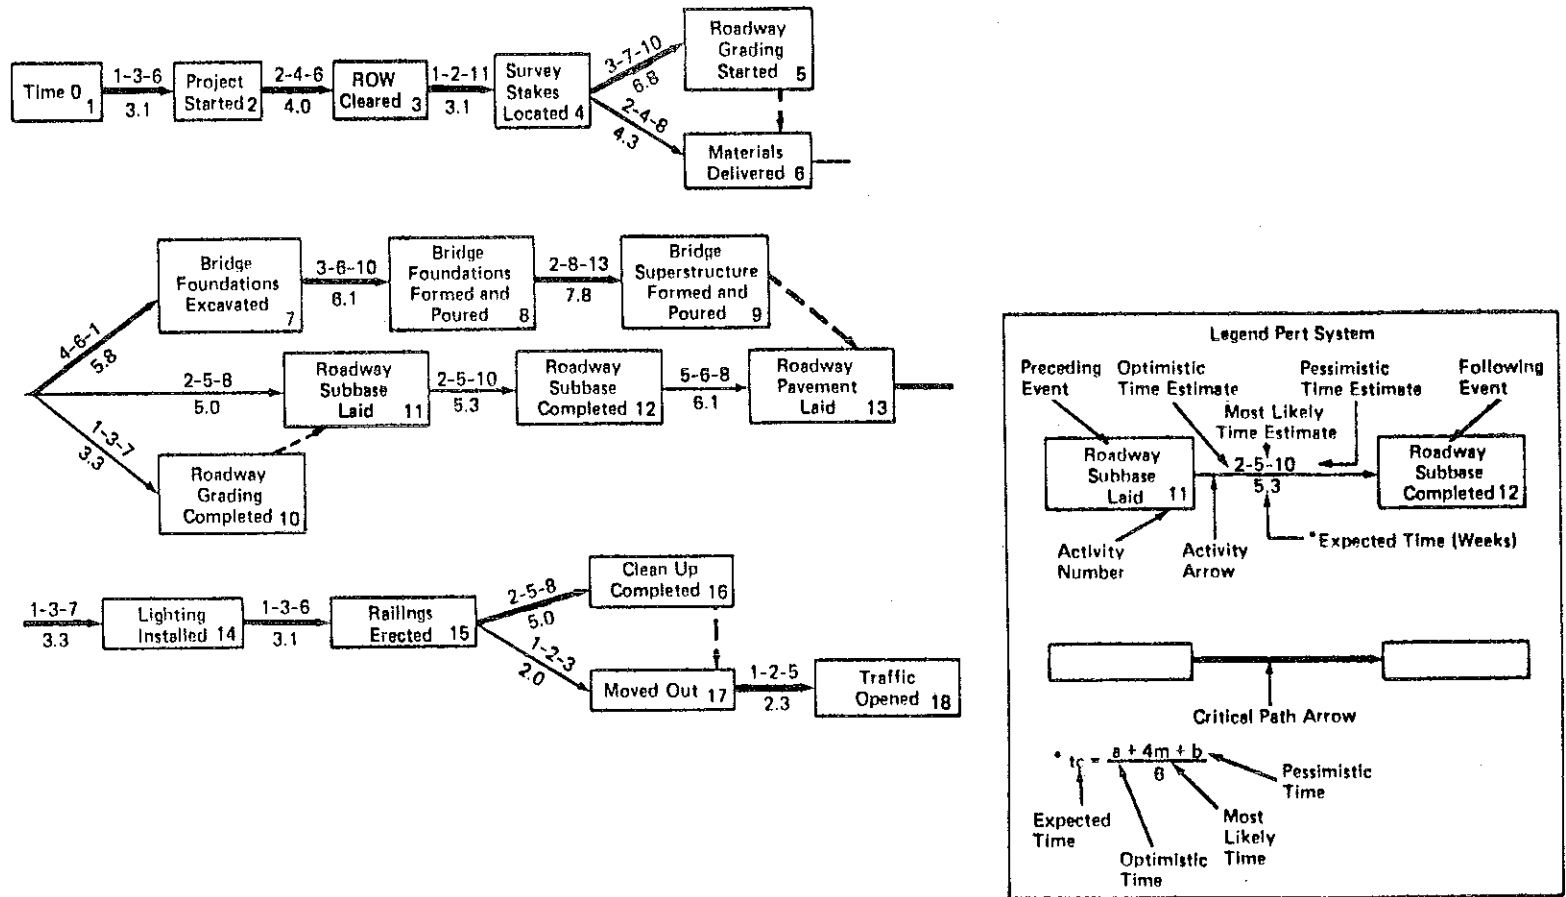 1-3-6
3.1
2-4-6
4.0
1-2-11
3.1
3-7-10
6.8
2-4-8
4.3
Time 0
1
Project
Started 2
ROW
Cleared 3
Survey
Stakes
Located 4
Roadway
Grading
Started 5
Materials
Delivered 6
4-6-1
5.8
Bridge
Foundations
Excavated
7
3-6-10
6.1
Bridge
Foundations
Formed and
Poured 8
2-8-13
7.8
Bridge
Superstructure
Formed and
Poured 9
2-5-8
5.0
Roadway
Subbase
Laid 11
2-5-10
5.3
Roadway
Subbase
Completed 12
5-6-8
6.1
Roadway
Pavement
Laid 13
1-3-7
3.3
Roadway
Grading
Completed 10
1-3-7
3.3
Lighting
Installed 14
1-3-6
3.1
Railings
Erected 15
2-5-8
5.0
Clean Up
Completed 16
1-2-3
2.0
Moved Out 17
1-2-5
2.3
Traffic
Opened 18
Legend Pert System
Preceding
Event
Optimistic
Time Estimate
Most Likely
Time Estimate
Pessimistic
Time Estimate
Following
Event
Roadway
Subbase
Laid 11
2-5-10
5.3
Roadway
Subbase
Completed 12
Activity
Number
Activity
Arrow
*Expected Time (Weeks)
Critical Path Arrow
* tc = a + 4m + b
6
Pessimistic
Time
Expected
Time
Optimistic
Time
Most
Likely
Time